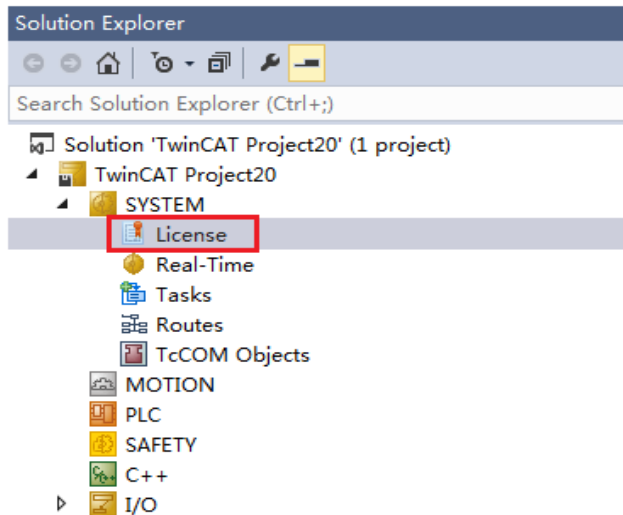 Solution Explorer
Search Solution Explorer (Ctrl+;)
Solution 'TwinCAT Project20' (1 project)
TwinCAT Project20
SYSTEM
License
Real-Time
Tasks
Routes
TcCOM Objects
MOTION
PLC
SAFETY
C++
I/O